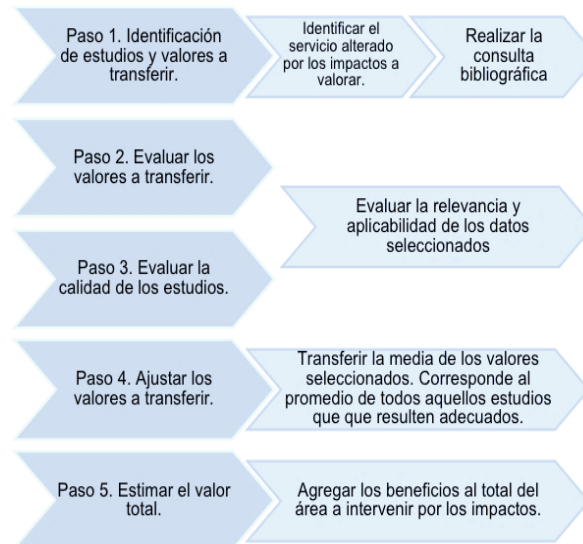 Paso 1. Identificación
de estudios y valores a
transferir.
Identificar el
servicio alterado
por los impactos a
valorar.
Realizar la
consulta
bibliográfica
Paso 2. Evaluar los
valores a transferir.
Paso 3. Evaluar la
calidad de los estudios.
Evaluar la relevancia y
aplicabilidad de los datos
seleccionados
Paso 4. Ajustar los
valores a transferir.
Transferir la media de los valores
seleccionados. Corresponde al
promedio de todos aquellos estudios
que que resulten adecuados.
Paso 5. Estimar el valor
total.
Agregar los beneficios al total del
área a intervenir por los impactos.